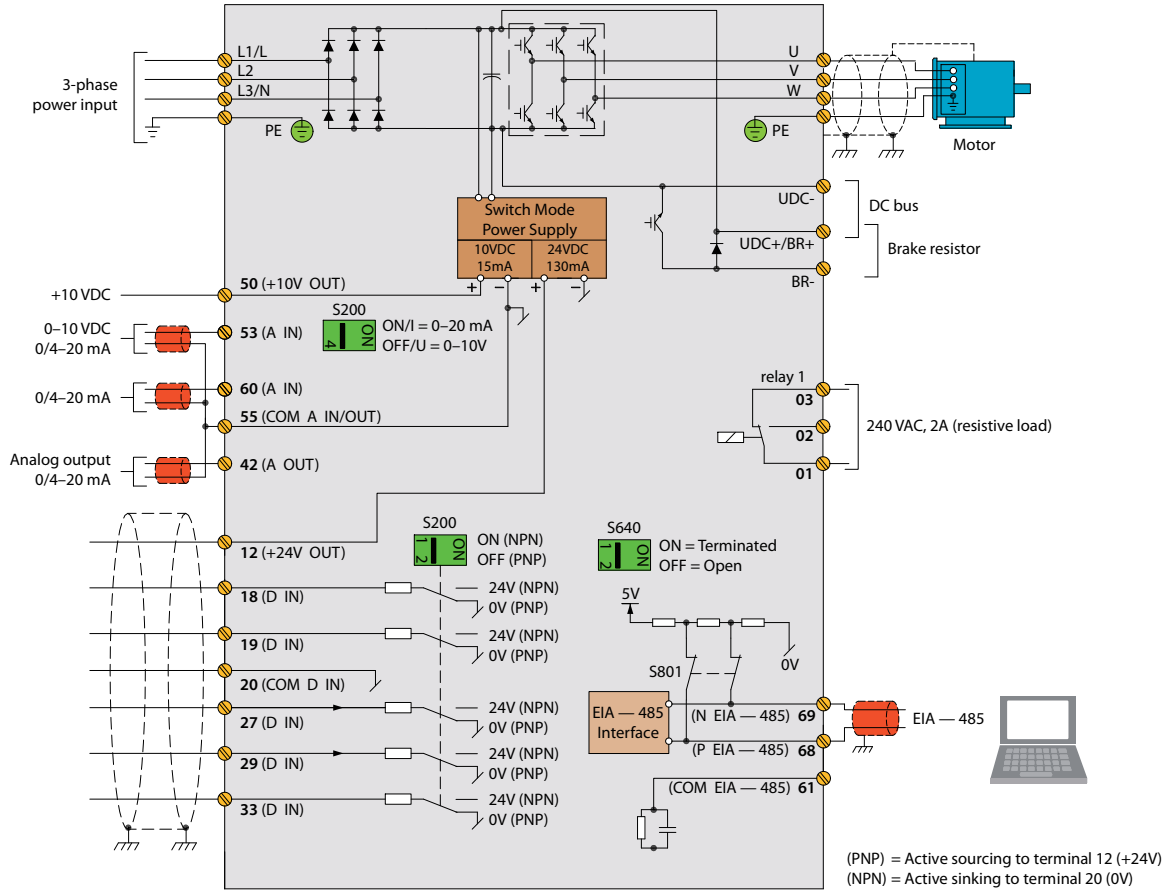 3-phase
power input
L1/L
L2
L3/N
PE
U
V
W
PE
Motor
UDC-
DC bus
UDC+/BR+
Brake resistor
BR-
Switch Mode
Power Supply
10VDC
15mA
24VDC
130mA
+ − + −
+10 VDC
50 (+10V OUT)
0–10 VDC
0/4–20 mA
53 (A IN)
S200
ON
4
ON/I = 0–20 mA
OFF/U = 0–10V
0/4–20 mA
60 (A IN)
55 (COM A IN/OUT)
Analog output
0/4–20 mA
42 (A OUT)
relay 1
03
02
01
240 VAC, 2A (resistive load)
12 (+24V OUT)
S200
1 2
ON
ON (NPN)
OFF (PNP)
18 (D IN)
24V (NPN)
0V (PNP)
19 (D IN)
24V (NPN)
0V (PNP)
20 (COM D IN)
27 (D IN)
24V (NPN)
0V (PNP)
29 (D IN)
24V (NPN)
0V (PNP)
33 (D IN)
24V (NPN)
0V (PNP)
S640
1 2
ON
ON = Terminated
OFF = Open
5V
0V
S801
EIA — 485
Interface
(N EIA — 485) 69
(P EIA — 485) 68
(COM EIA — 485) 61
EIA — 485
(PNP) = Active sourcing to terminal 12 (+24V)
(NPN) = Active sinking to terminal 20 (0V)